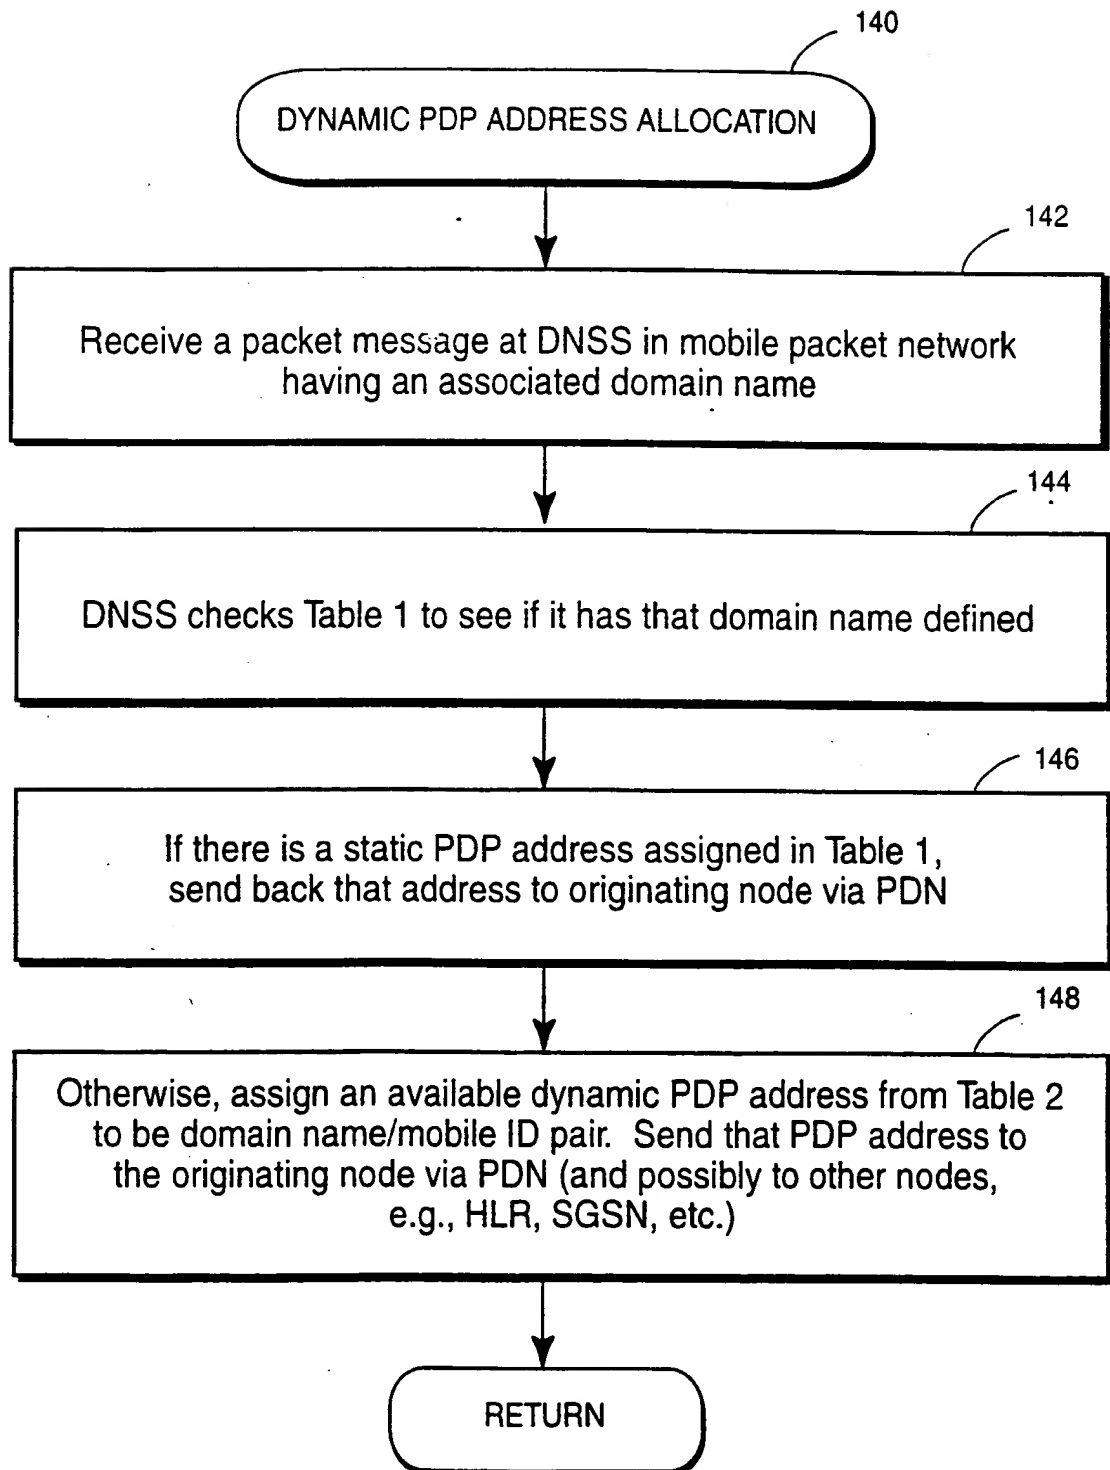 140
DYNAMIC PDP ADDRESS ALLOCATION
142
Receive a packet message at DNSS in mobile packet network
having an associated domain name
144
DNSS checks Table 1 to see if it has that domain name defined
146
If there is a static PDP address assigned in Table 1,
send back that address to originating node via PDN
148
Otherwise, assign an available dynamic PDP address from Table 2
to be domain name/mobile ID pair. Send that PDP address to
the originating node via PDN (and possibly to other nodes,
e.g., HLR, SGSN, etc.)
RETURN